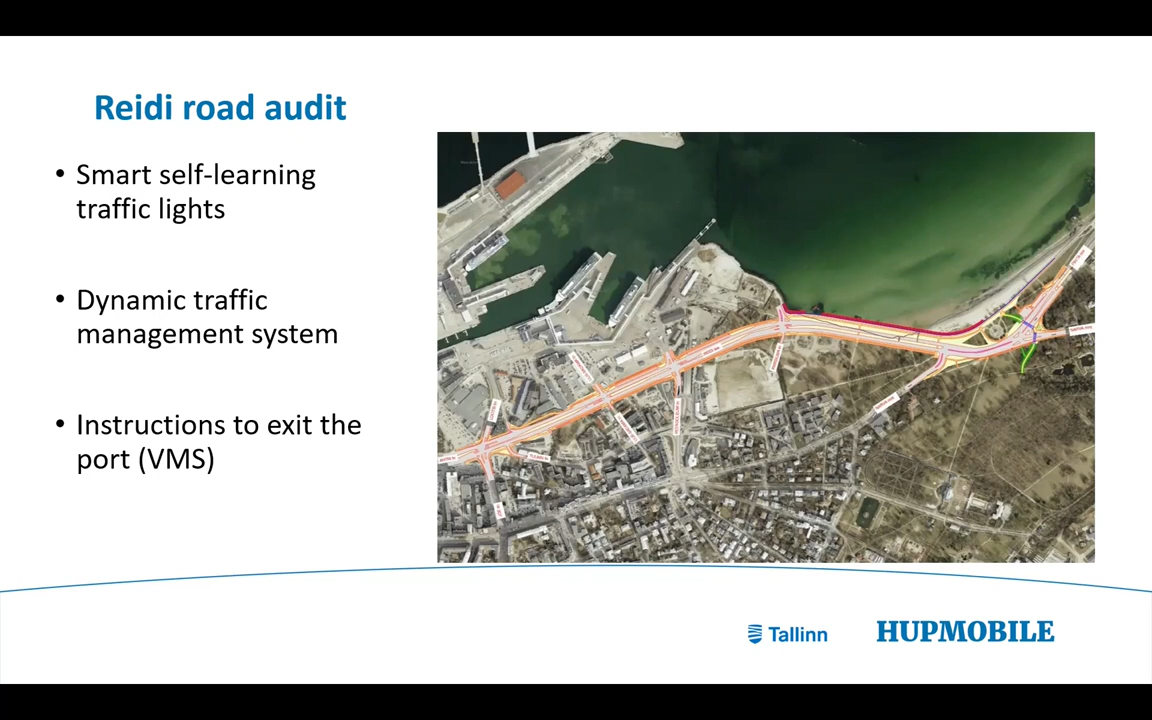 Reidi road audit
• Smart self-learning
traffic lights
• Dynamic traffic
management system
• Instructions to exit the
port (VMS)
Tallinn
HUPMOBILE